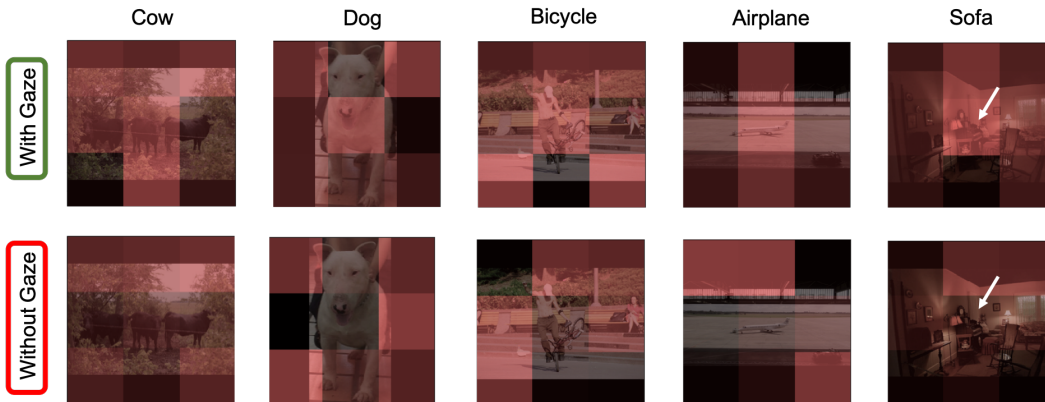 Cow
Dog
Bicycle
Airplane
Sofa
With Gaze
Without Gaze